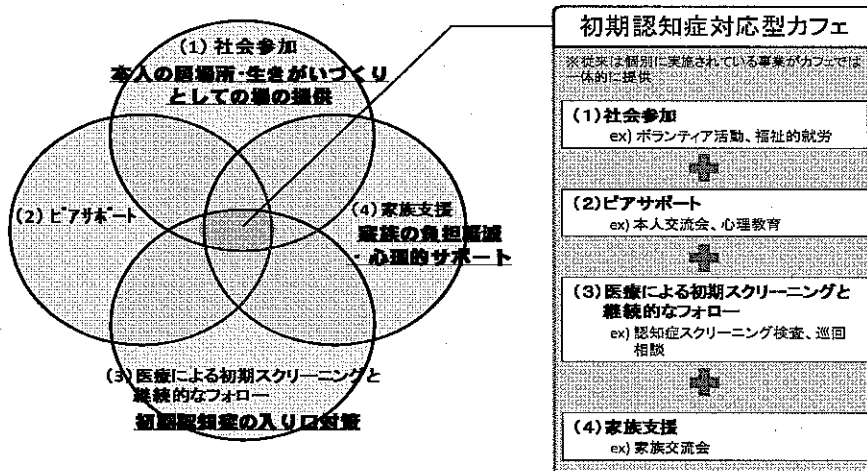 (1) 社会参加
本人の居場所・生きがいづくり
としての場の提供
(2) ピアサポート
(4) 家族支援
家族の負担軽減
・心理的サポート
(3) 医療による初期スクリーニングと
継続的なフォロー
初期認知症の入り口対策
初期認知症対応型カフェ
※従来は個別に実施されている事業がカフェでは
一体的に提供
(1)社会参加
ex) ボランティア活動、福祉的就労
(2)ピアサポート
ex) 本人交流会、心理教育
(3)医療による初期スクリーニングと
継続的なフォロー
ex) 認知症スクリーニング検査、巡回
相談
(4)家族支援
ex) 家族交流会